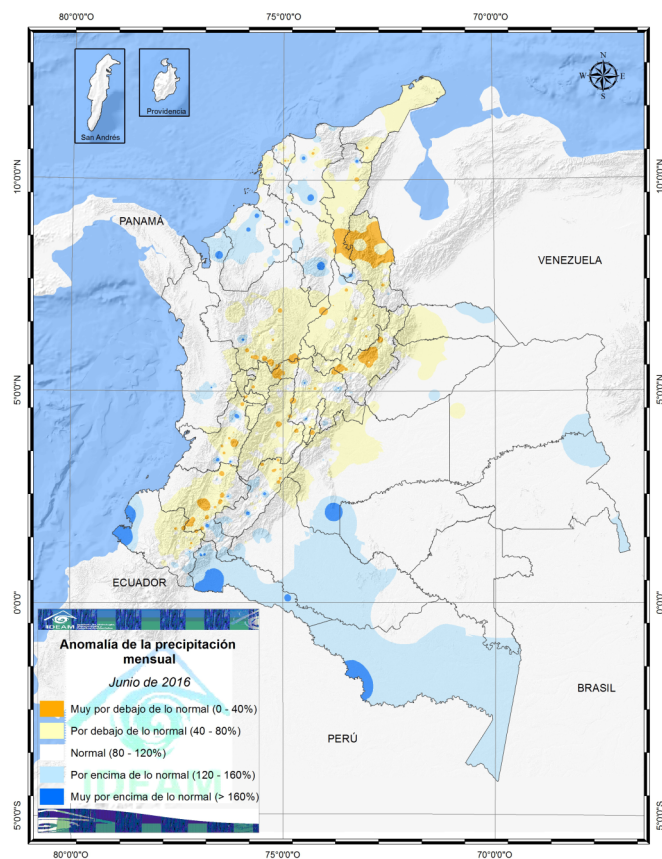 80°0'0"O
75°0'0"O
70°0'0"O
San Andrés
Providencia
N
W
E
S
10°0'0"N
10°0'0"N
PANAMÁ
VENEZUELA
5°0'0"N
5°0'0"N
ECUADOR
0°0'0"
0°0'0"
BRASIL
PERÚ
IDEAM
Anomalía de la precipitación
mensual
Junio de 2016
Muy por debajo de lo normal (0 - 40%)
Por debajo de lo normal (40 - 80%)
Normal (80 - 120%)
Por encima de lo normal (120 - 160%)
Muy por encima de lo normal (> 160%)
IDEAM
5°0'0"S
5°0'0"S
80°0'0"O
75°0'0"O
70°0'0"O